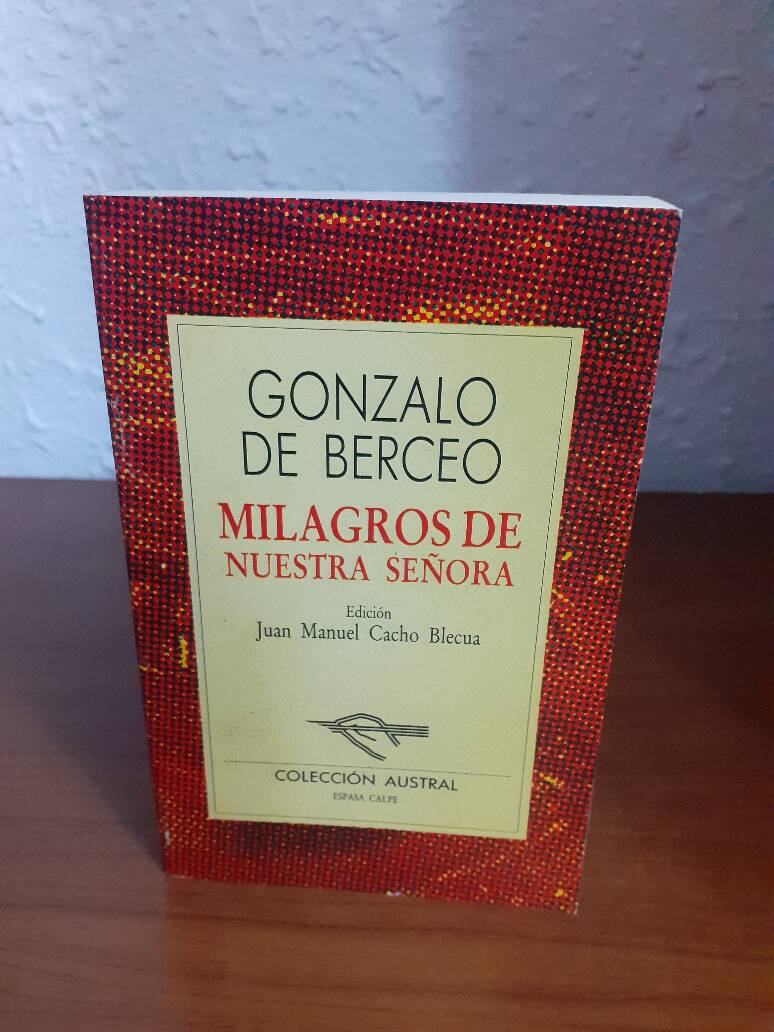 GONZALO
DE BERCEO
MILAGROS DE
NUESTRA SEÑORA
Edición
Juan Manuel Cacho Blecua
COLECCIÓN AUSTRAL
ESPASA CALPE